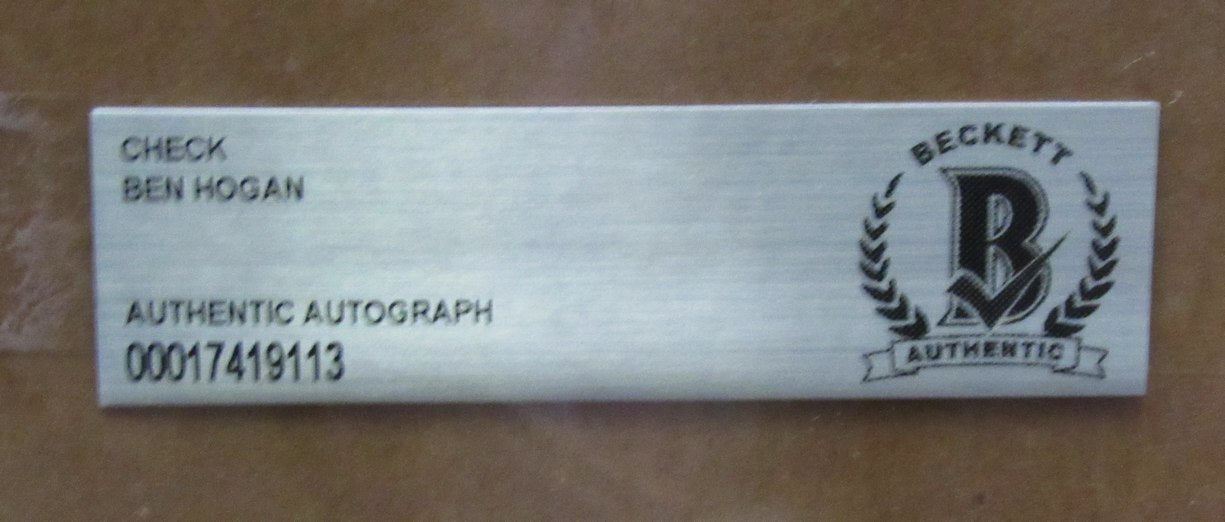 CHECK
BEN HOGAN
AUTHENTIC AUTOGRAPH
00017419113
BECKETT
B
AUTHENTIC